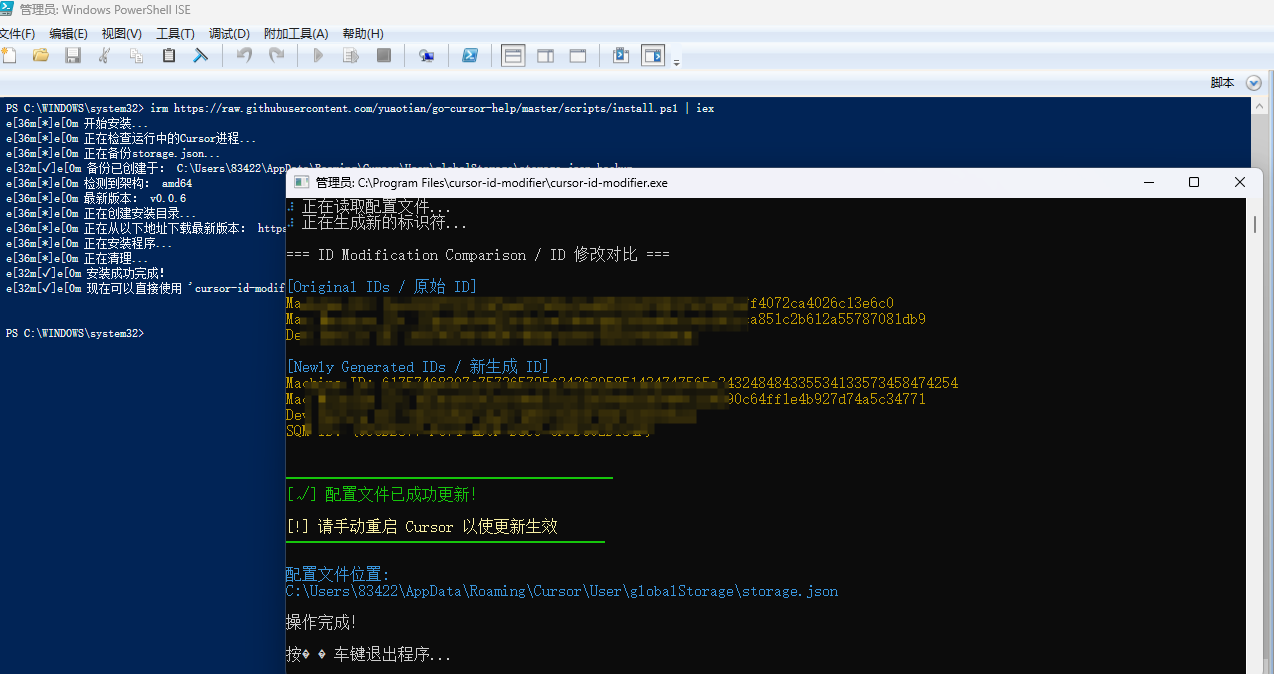 管理员: Windows PowerShell ISE
文件(F) 编辑(E) 视图(V) 工具(T) 调试(D) 附加工具(A) 帮助(H)
脚本
PS C:\WINDOWS\system32> irm https://raw.githubusercontent.com/yuaotian/go-cursor-help/master/scripts/install.ps1 | iex
e[36m[*]e[0m 开始安装...
e[36m[*]e[0m 正在检查运行中的Cursor进程...
e[36m[*]e[0m 正在备份storage.json...
e[32m[✓]e[0m 备份已创建于: C:\Users\83422\AppData\Roaming\Cursor\User\globalStorage\storage.json.backup
e[36m[*]e[0m 检测到架构: amd64
e[36m[*]e[0m 最新版本: v0.0.6
e[36m[*]e[0m 正在创建安装目录...
e[36m[*]e[0m 正在从以下地址下载最新版本: https
e[36m[*]e[0m 正在安装程序...
e[36m[*]e[0m 正在清理...
e[32m[✓]e[0m 安装成功完成!
e[32m[✓]e[0m 现在可以直接使用 'cursor-id-modif
PS C:\WINDOWS\system32>
管理员: C:\Program Files\cursor-id-modifier\cursor-id-modifier.exe
正在读取配置文件...
正在生成新的标识符...
=== ID Modification Comparison / ID 修改对比 ===
[Original IDs / 原始 ID]
Ma
f4072ca4026c13e6c0
Ma
a851c2b612a55787081db9
De
[Newly Generated IDs / 新生成 ID]
Machine ID:
Mac
90c64ff1e4b927d74a5c34771
Dev
SQM ID:
[√] 配置文件已成功更新!
[!] 请手动重启 Cursor 以使更新生效
配置文件位置:
C:\Users\83422\AppData\Roaming\Cursor\User\globalStorage\storage.json
操作完成!
按� � 车键退出程序...